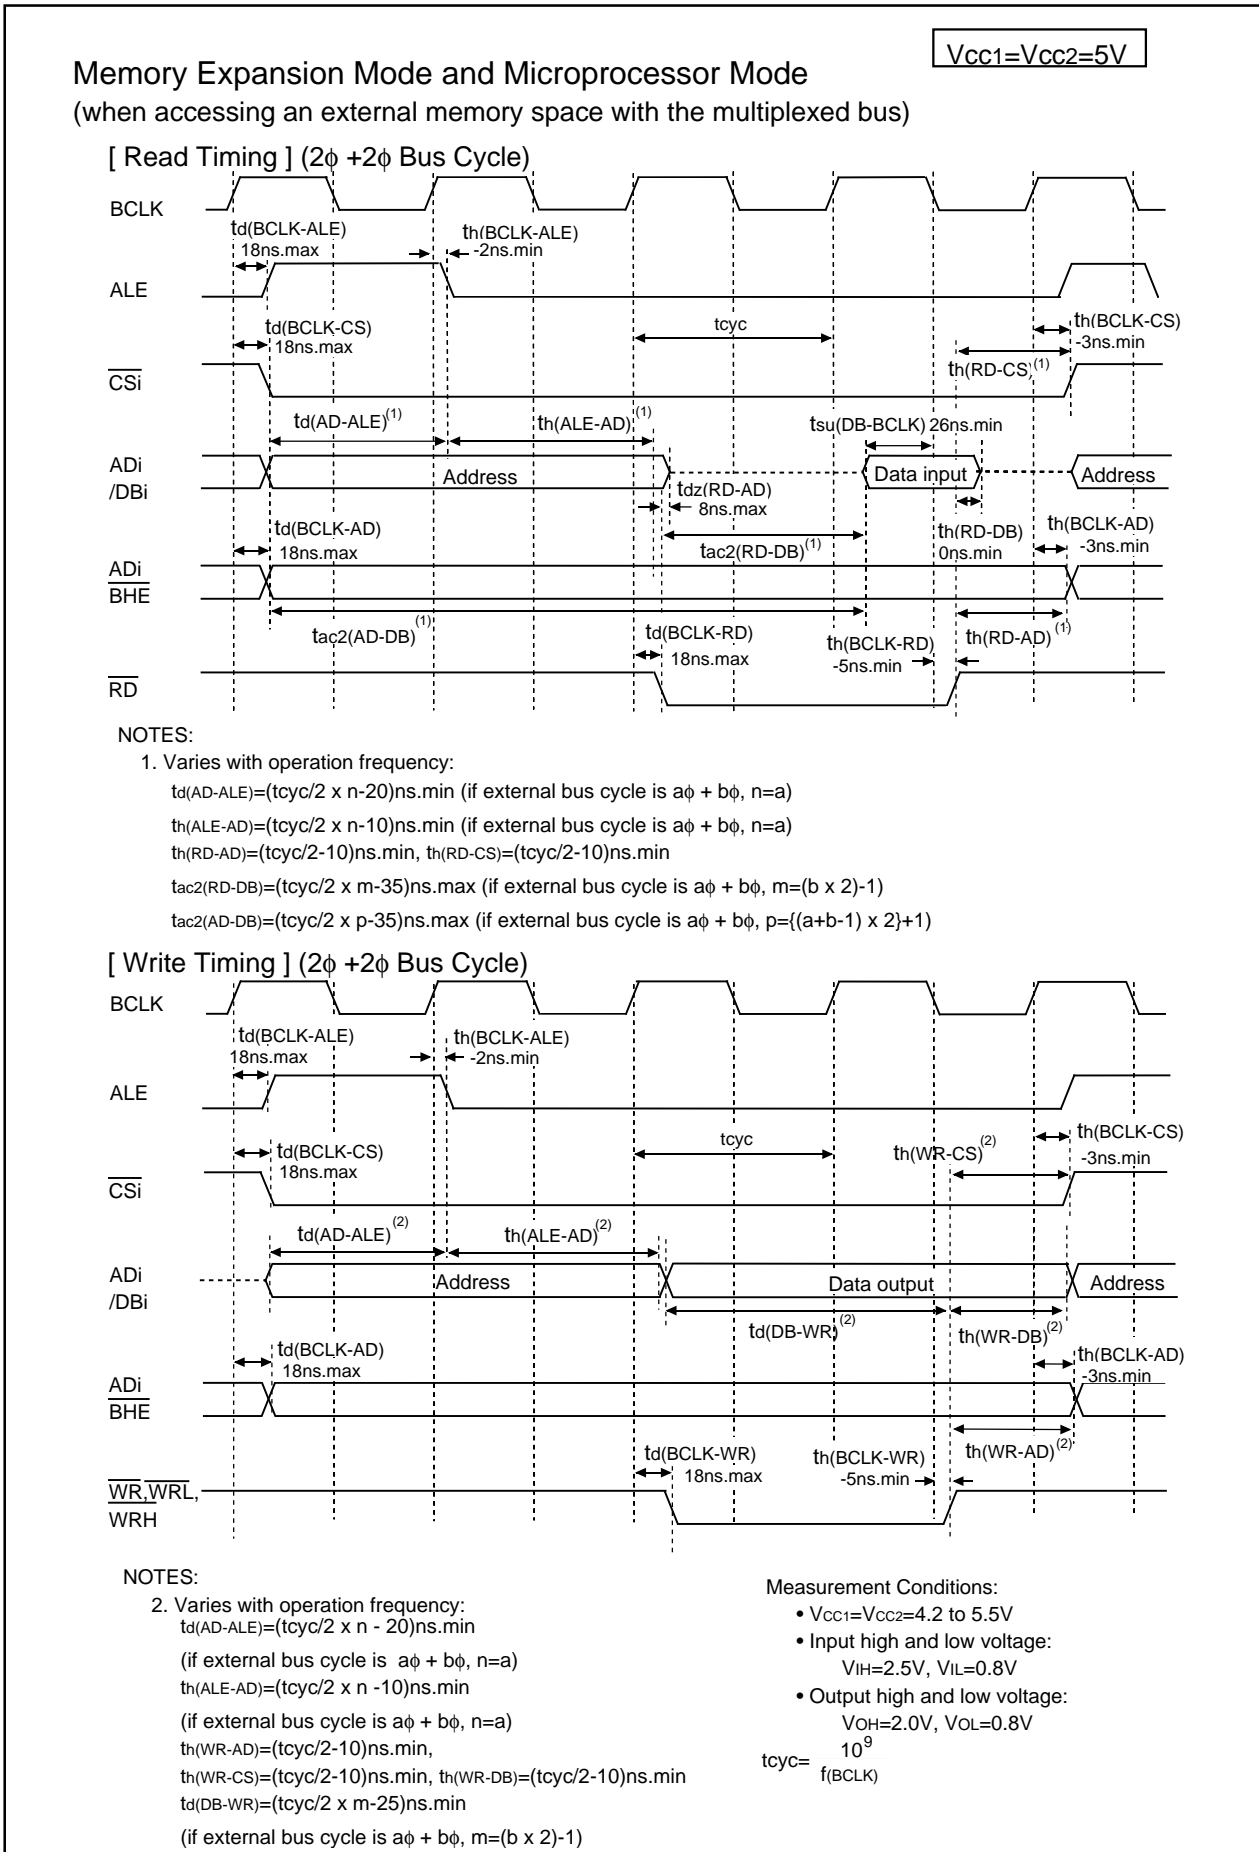 Vcc1=Vcc2=5V
Memory Expansion Mode and Microprocessor Mode
(when accessing an external memory space with the multiplexed bus)
[ Read Timing ] (2ϕ +2ϕ Bus Cycle)
BCLK
td(BCLK-ALE)
18ns.max
th(BCLK-ALE)
-2ns.min
ALE
td(BCLK-CS)
18ns.max
tcyc
th(BCLK-CS)
-3ns.min
th(RD-CS)(1)
CSi
td(AD-ALE)(1)
th(ALE-AD)(1)
tsu(DB-BCLK) 26ns.min
ADi
/DBi
Address
Data input
Address
tdz(RD-AD)
8ns.max
td(BCLK-AD)
18ns.max
tac2(RD-DB)(1)
th(RD-DB)
0ns.min
th(BCLK-AD)
-3ns.min
ADi
BHE
tac2(AD-DB)(1)
td(BCLK-RD)
18ns.max
th(BCLK-RD)
-5ns.min
th(RD-AD)(1)
RD
NOTES:
1. Varies with operation frequency:
td(AD-ALE)=(tcyc/2 x n-20)ns.min (if external bus cycle is aϕ + bϕ, n=a)
th(ALE-AD)=(tcyc/2 x n-10)ns.min (if external bus cycle is aϕ + bϕ, n=a)
th(RD-AD)=(tcyc/2-10)ns.min, th(RD-CS)=(tcyc/2-10)ns.min
tac2(RD-DB)=(tcyc/2 x m-35)ns.max (if external bus cycle is aϕ + bϕ, m=(b x 2)-1)
tac2(AD-DB)=(tcyc/2 x p-35)ns.max (if external bus cycle is aϕ + bϕ, p={(a+b-1) x 2}+1)
[ Write Timing ] (2ϕ +2ϕ Bus Cycle)
BCLK
td(BCLK-ALE)
18ns.max
th(BCLK-ALE)
-2ns.min
ALE
td(BCLK-CS)
18ns.max
tcyc
th(WR-CS)(2)
th(BCLK-CS)
-3ns.min
CSi
td(AD-ALE)(2)
th(ALE-AD)(2)
ADi
/DBi
Address
Data output
Address
td(DB-WR)(2)
th(WR-DB)(2)
td(BCLK-AD)
18ns.max
th(BCLK-AD)
-3ns.min
ADi
BHE
td(BCLK-WR)
18ns.max
th(BCLK-WR)
-5ns.min
th(WR-AD)(2)
WR,WRL,
WRH
NOTES:
2. Varies with operation frequency:
td(AD-ALE)=(tcyc/2 x n - 20)ns.min
(if external bus cycle is aϕ + bϕ, n=a)
th(ALE-AD)=(tcyc/2 x n -10)ns.min
(if external bus cycle is aϕ + bϕ, n=a)
th(WR-AD)=(tcyc/2-10)ns.min,
th(WR-CS)=(tcyc/2-10)ns.min, th(WR-DB)=(tcyc/2-10)ns.min
td(DB-WR)=(tcyc/2 x m-25)ns.min
(if external bus cycle is aϕ + bϕ, m=(b x 2)-1)
Measurement Conditions:
• VCC1=VCC2=4.2 to 5.5V
• Input high and low voltage:
VIH=2.5V, VIL=0.8V
• Output high and low voltage:
VOH=2.0V, VOL=0.8V
tcyc= 10^9
f(BCLK)